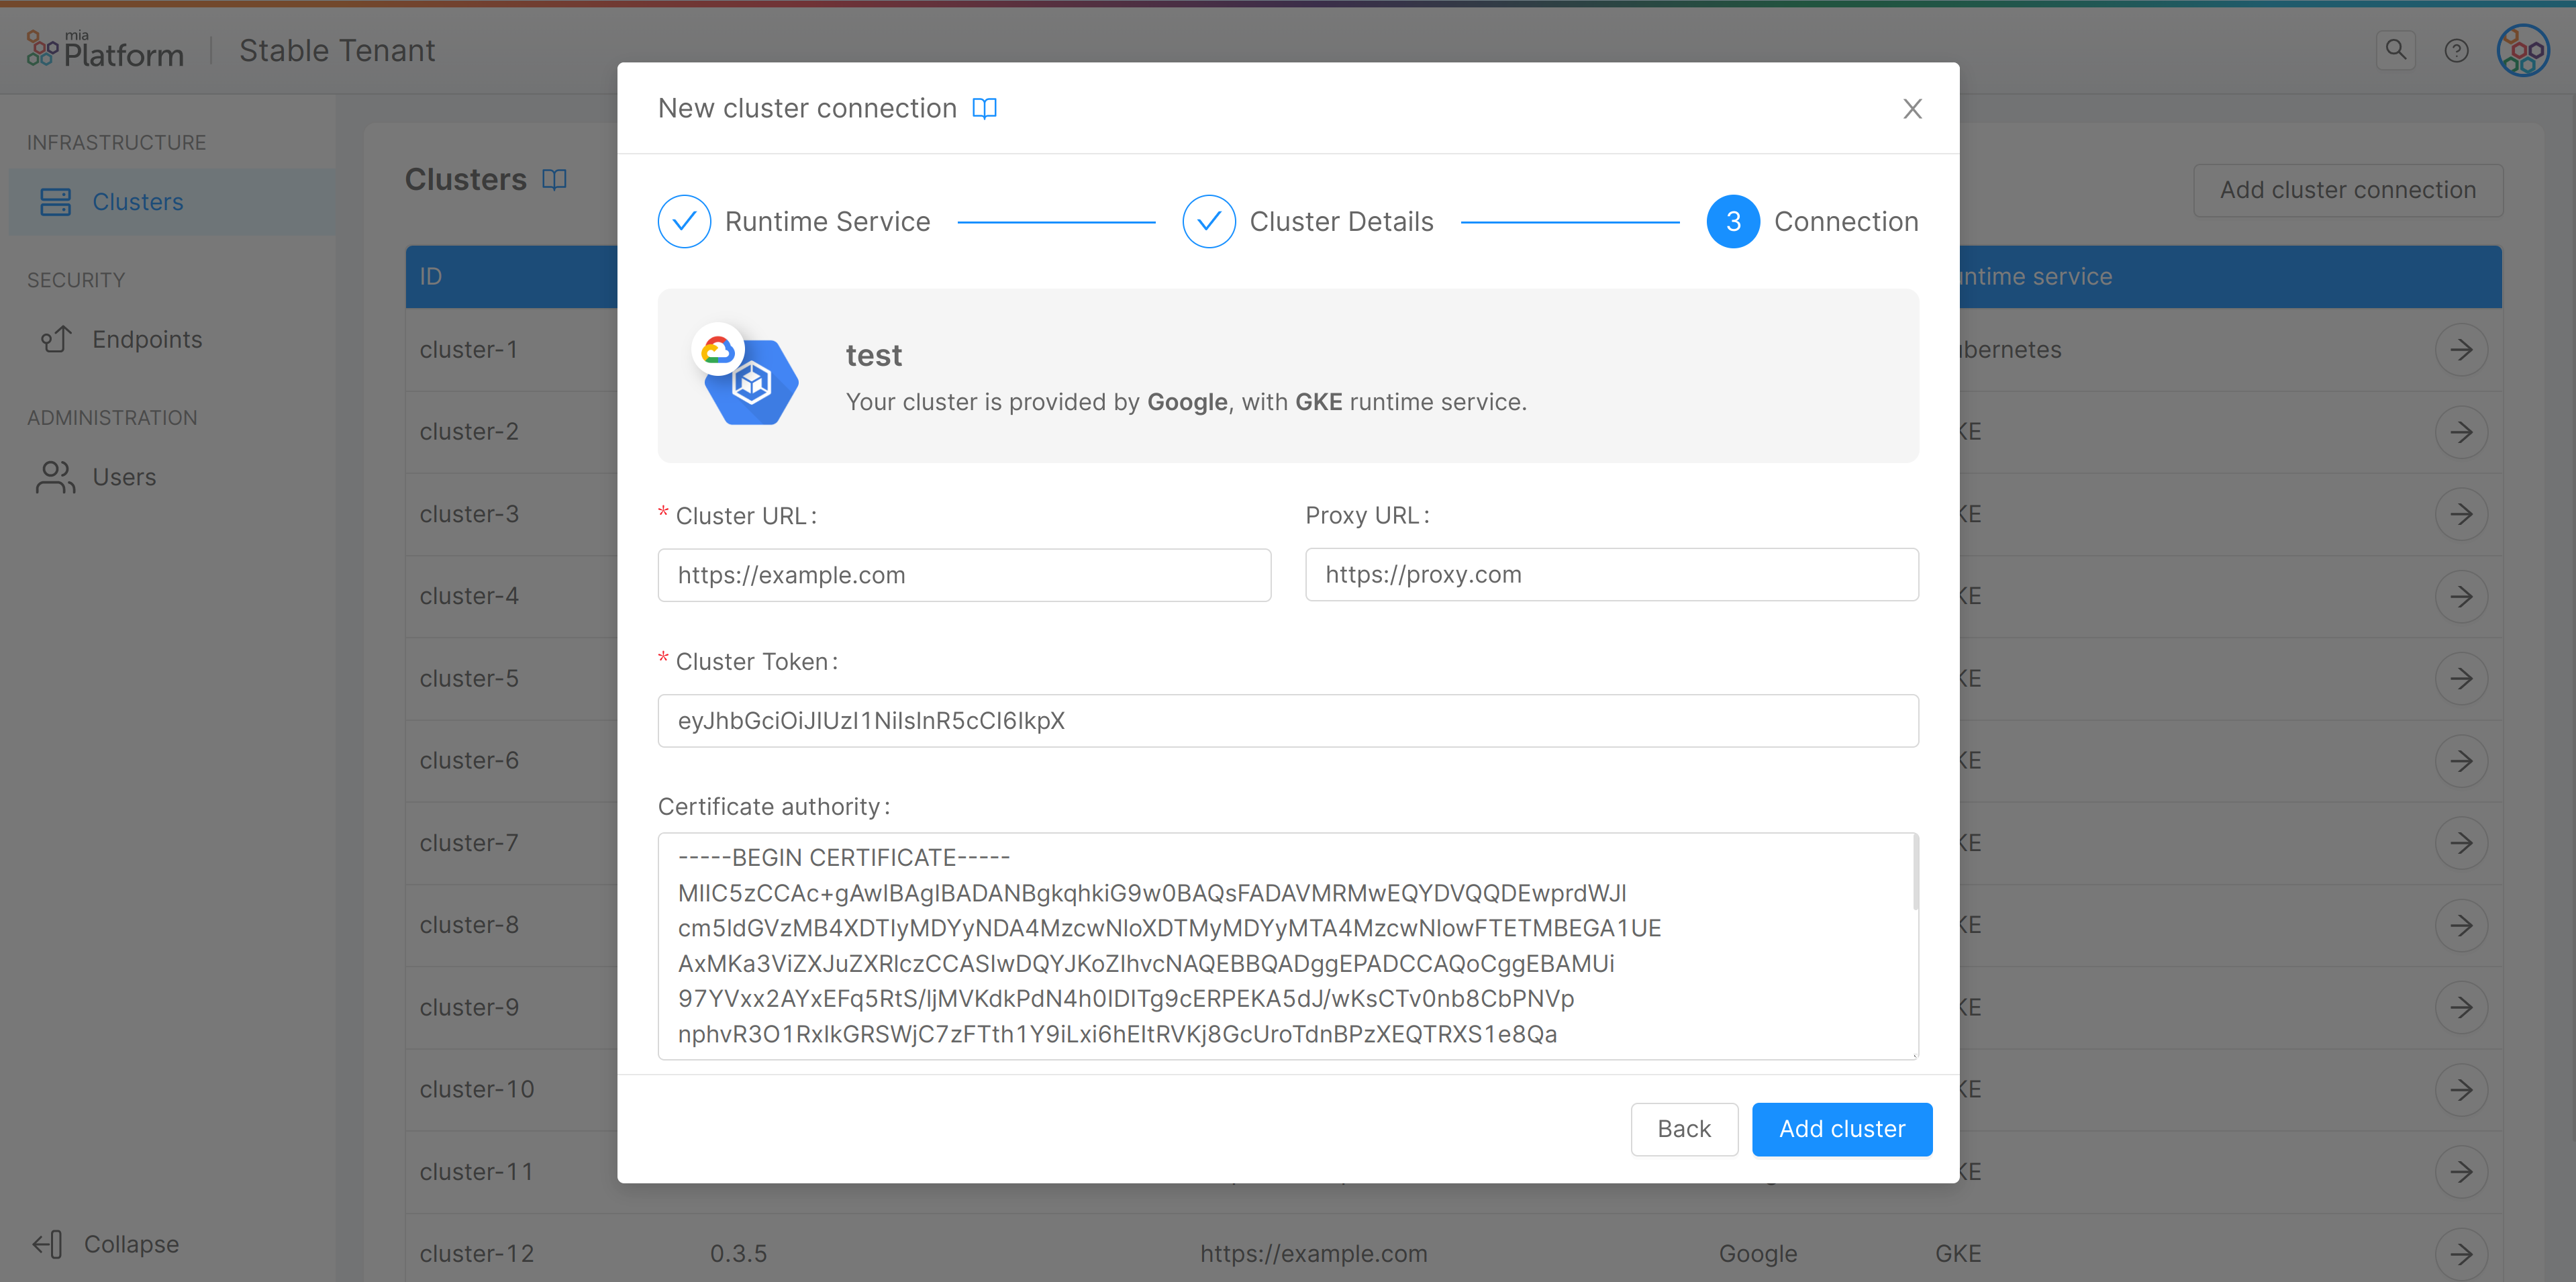 mia
Platform
Stable Tenant
INFRASTRUCTURE
Clusters
SECURITY
Endpoints
ADMINISTRATION
Users
Collapse
Clusters
Add cluster connection
ID
ntime service
cluster-1
bernetes
cluster-2
KE
cluster-3
KE
cluster-4
KE
cluster-5
KE
cluster-6
KE
cluster-7
KE
cluster-8
KE
cluster-9
KE
cluster-10
KE
cluster-11
KE
cluster-12 0.3.5 https://example.com Google GKE
New cluster connection
Runtime Service
Cluster Details
3 Connection
test
Your cluster is provided by Google, with GKE runtime service.
* Cluster URL:
https://example.com
Proxy URL:
https://proxy.com
* Cluster Token:
eyJhbGciOiJIUzI1NiIsInR5cCI6IkpX
Certificate authority:
-----BEGIN CERTIFICATE-----
MIIC5zCCAc+gAwIBAgIBADANBgkqhkiG9w0BAQsFADAVMRMwEQYDVQQDEwprdWJl
cm5ldGVzMB4XDTIyMDYyNDA4MzcwNloXDTMyMDYyMTA4MzcwNlowFTETMBEGA1UE
AxMKa3ViZXJuZXRlczCCASIwDQYJKoZIhvcNAQEBBQADggEPADCCAQoCggEBAMUi
97YVxx2AYxEFq5RtS/ljMVKdkPdN4h0IDITg9cERPEKA5dJ/wKsCTv0nb8CbPNVp
nphvR3O1RxlkGRSWjC7zFTth1Y9iLxi6hEltRVKj8GcUroTdnBPzXEQTRXS1e8Qa
Back
Add cluster